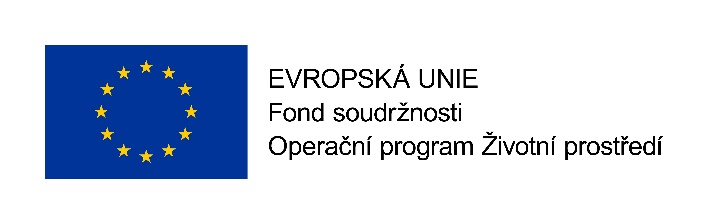 EVROPSKÁ UNIE
Fond soudržnosti
Operační program Životní prostředí